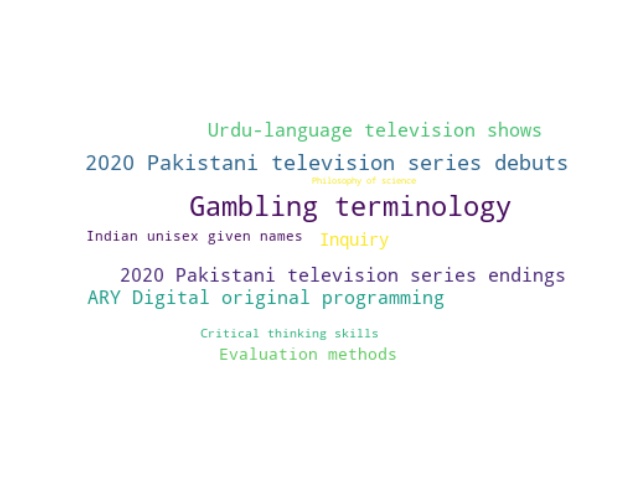 Urdu-language television shows
2020 Pakistani television series debuts
Philosophy of science
Gambling terminology
Indian unisex given names
Inquiry
2020 Pakistani television series endings
ARY Digital original programming
Critical thinking skills
Evaluation methods